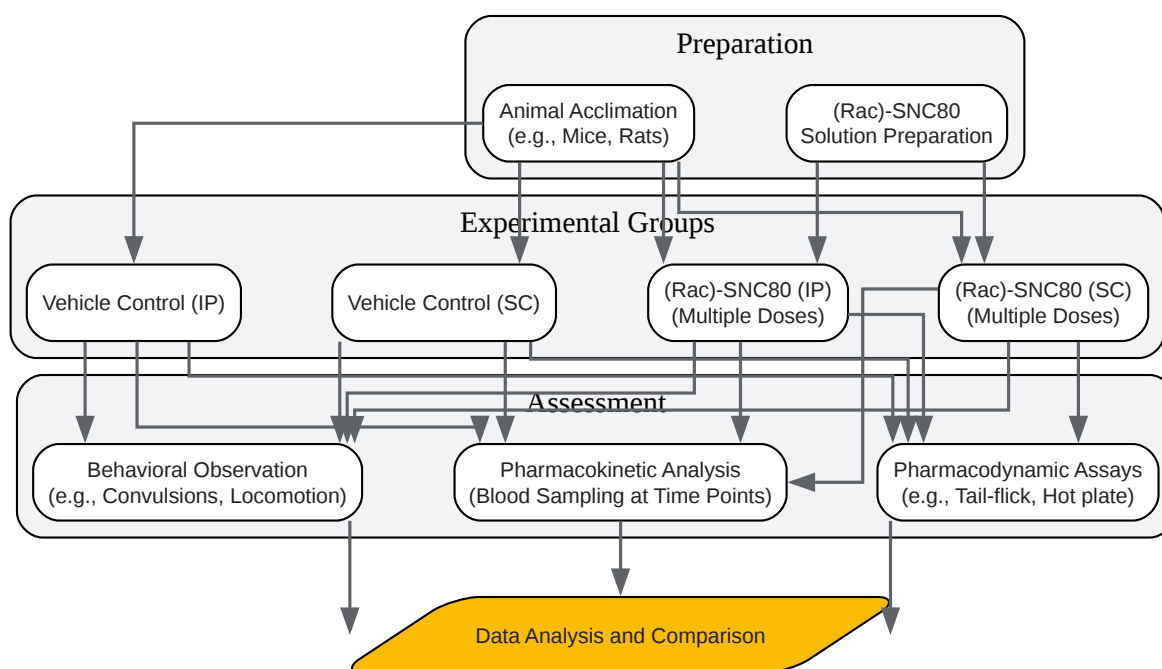 Preparation
Animal Acclimation
(e.g., Mice, Rats)
(Rac)-SNC80
Solution Preparation
Experimental Groups
Vehicle Control (IP)
Vehicle Control (SC)
(Rac)-SNC80 (IP)
(Multiple Doses)
(Rac)-SNC80 (SC)
(Multiple Doses)
Assessment
Behavioral Observation
(e.g., Convulsions, Locomotion)
Pharmacokinetic Analysis
(Blood Sampling at Time Points)
Pharmacodynamic Assays
(e.g., Tail-flick, Hot plate)
Data Analysis and Comparison